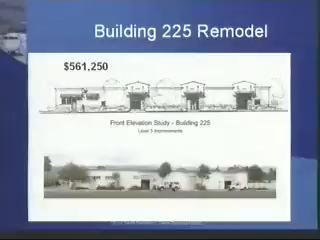 Building 225 Remodel
$561,250
Front Elevation Study - Building 225
Level 3 Improvements